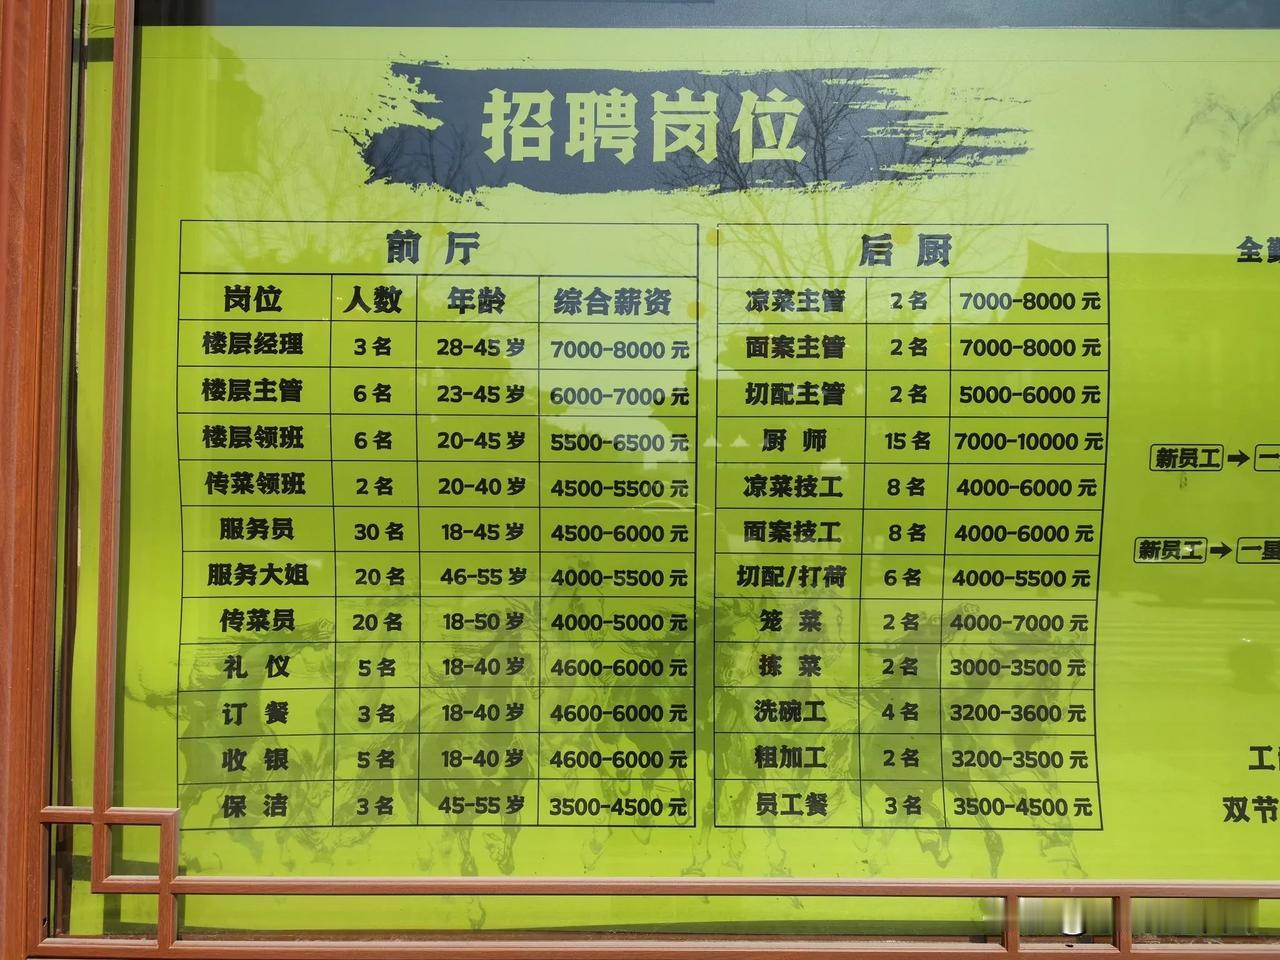 招聘岗位
前 厅
岗位 人数 年龄 综合薪资
楼层经理 3名 28-45岁 7000-8000元
楼层主管 6名 23-45岁 6000-7000元
楼层领班 6名 20-45岁 5500-6500元
传菜领班 2名 20-40岁 4500-5500元
服务员 30名 18-45岁 4500-6000元
服务大姐 20名 46-55岁 4000-5500元
传菜员 20名 18-50岁 4000-5000元
礼 仪 5名 18-40岁 4600-6000元
订 餐 3名 18-40岁 4600-6000元
收 银 5名 18-40岁 4600-6000元
保 洁 3名 45-55岁 3500-4500元
后 厨
凉菜主管 2名 7000-8000元
面案主管 2名 7000-8000元
切配主管 2名 5000-6000元
厨 师 15名 7000-10000元
凉菜技工 8名 4000-6000元
面案技工 8名 4000-6000元
切配/打荷 6名 4000-5500元
笼 菜 2名 4000-7000元
拣 菜 2名 3000-3500元
洗碗工 4名 3200-3600元
粗加工 2名 3200-3500元
员工餐 3名 3500-4500元
全勤
新员工→一
新员工→一星
工
双节